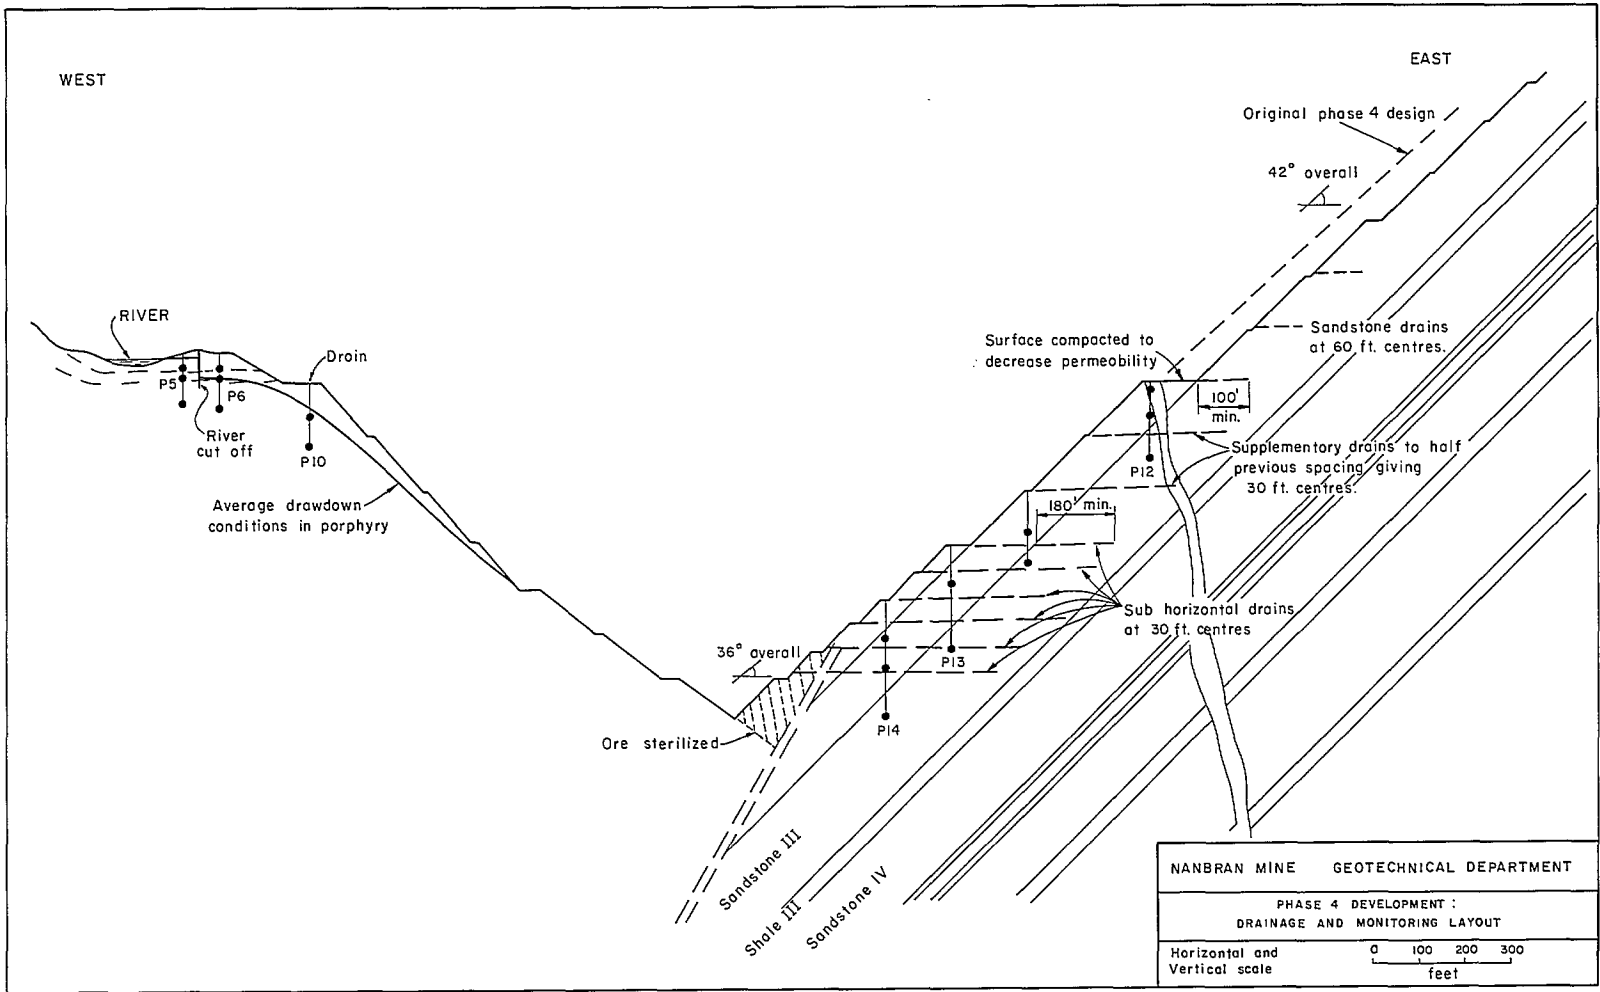 WEST
EAST
Original phase 4 design
42° overall
RIVER
Drain
P5
P6
River
cut off
P10
Average drawdown
conditions in porphyry
Surface compacted to
decrease permeability
Sandstone drains
at 60 ft. centres.
100'
min.
P12
Supplementary drains to half
previous spacing giving
30 ft. centres.
180' min.
Sub horizontal drains
at 30 ft. centres
P13
36° overall
P14
Ore sterilized
Sandstone III
Shale III
Sandstone IV
NANBRAN MINE GEOTECHNICAL DEPARTMENT
PHASE 4 DEVELOPMENT :
DRAINAGE AND MONITORING LAYOUT
Horizontal and
Vertical scale
0 100 200 300
feet